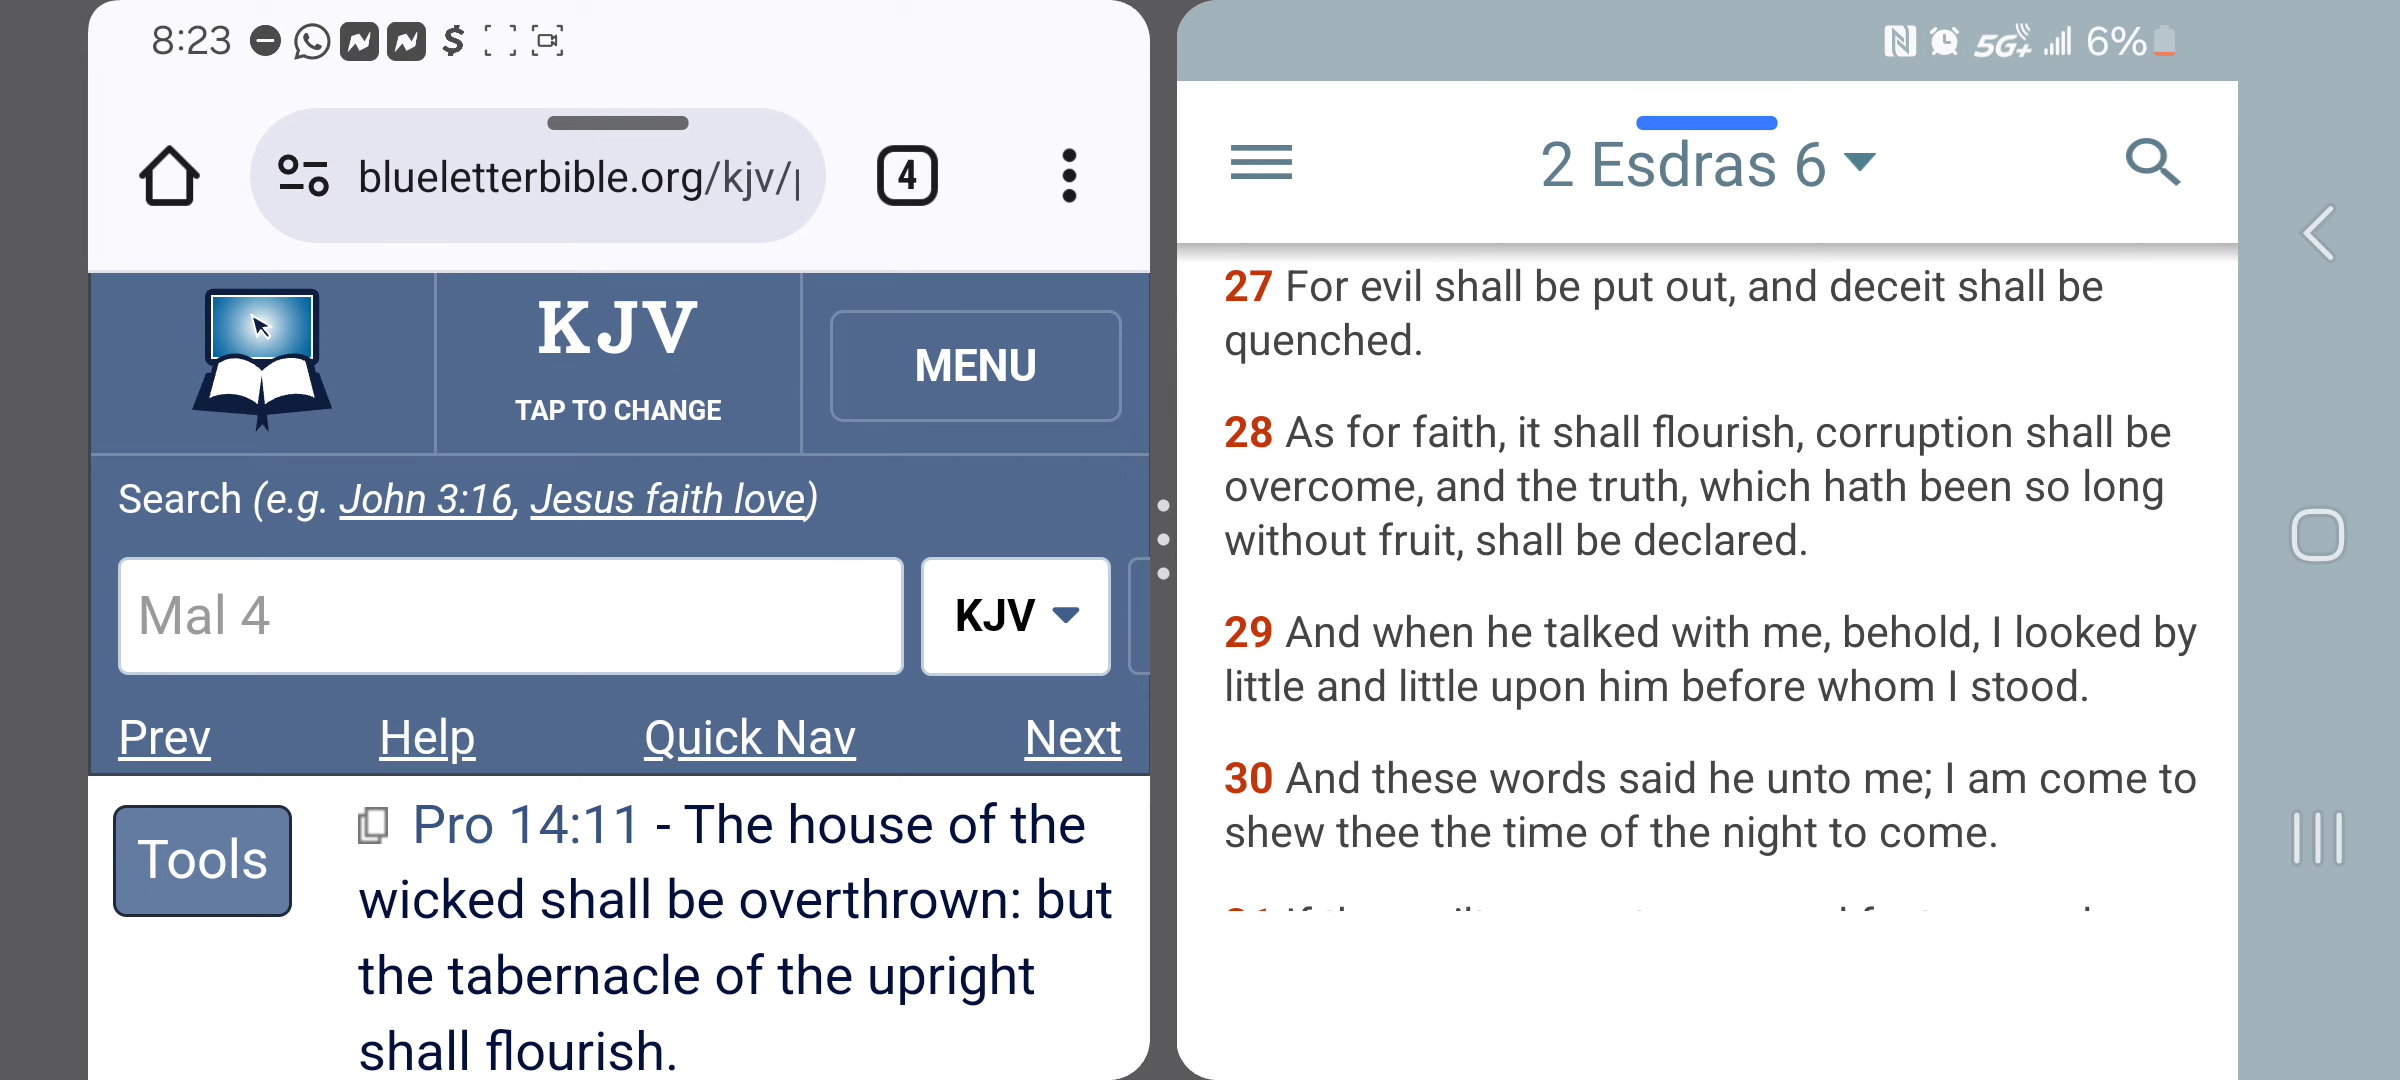 8:23
blueletterbible.org/kjv/
4
KJV
TAP TO CHANGE
MENU
Search (e.g. John 3:16, Jesus faith love)
Mal 4
KJV
Prev Help Quick Nav Next
Tools
Pro 14:11 - The house of the
wicked shall be overthrown: but
the tabernacle of the upright
shall flourish.
5G+ 6%
2 Esdras 6
27 For evil shall be put out, and deceit shall be
quenched.
28 As for faith, it shall flourish, corruption shall be
overcome, and the truth, which hath been so long
without fruit, shall be declared.
29 And when he talked with me, behold, I looked by
little and little upon him before whom I stood.
30 And these words said he unto me; I am come to
shew thee the time of the night to come.